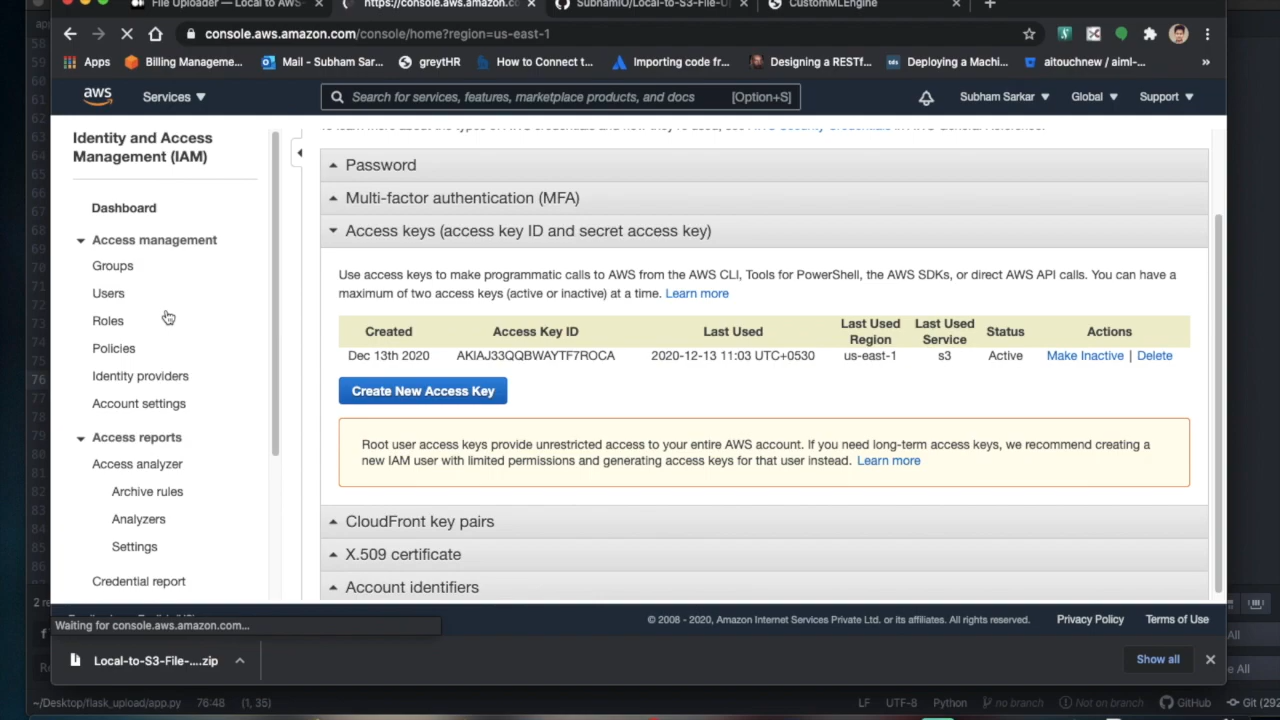 File Uploader — Local to AWS-
https://console.aws.amazon.co
Local-to-S3-File-U
CustomMLEngine
console.aws.amazon.com/console/home?region=us-east-1
Apps
Billing Manageme...
Mail - Subham Sar...
greytHR
How to Connect t...
Importing code fr...
Designing a RESTf...
Deploying a Machi...
aitouchnew / aiml-...
»
aws
Services
Search for services, features, marketplace products, and docs
[Option+S]
Subham Sarkar
Global
Support
Identity and Access
Management (IAM)
Dashboard
Access management
Groups
Users
Roles
Policies
Identity providers
Account settings
Access reports
Access analyzer
Archive rules
Analyzers
Settings
Credential report
Password
Multi-factor authentication (MFA)
Access keys (access key ID and secret access key)
Use access keys to make programmatic calls to AWS from the AWS CLI, Tools for PowerShell, the AWS SDKs, or direct AWS API calls. You can have a
maximum of two access keys (active or inactive) at a time. Learn more
Created Access Key ID Last Used Last Used Region Last Used Service Status Actions
Dec 13th 2020 AKIAJ33QQBWAYTF7ROCA 2020-12-13 11:03 UTC+0530 us-east-1 s3 Active Make Inactive | Delete
Create New Access Key
Root user access keys provide unrestricted access to your entire AWS account. If you need long-term access keys, we recommend creating a
new IAM user with limited permissions and generating access keys for that user instead. Learn more
CloudFront key pairs
X.509 certificate
Account identifiers
Waiting for console.aws.amazon.com...
© 2008 - 2020, Amazon Internet Services Private Ltd. or its affiliates. All rights reserved.
Privacy Policy
Terms of Use
Local-to-S3-File-....zip
Show all
~/Desktop/flask_upload/app.py
76:48
(1, 35)
LF
UTF-8
Python
no branch
Not on branch
GitHub
Git (292